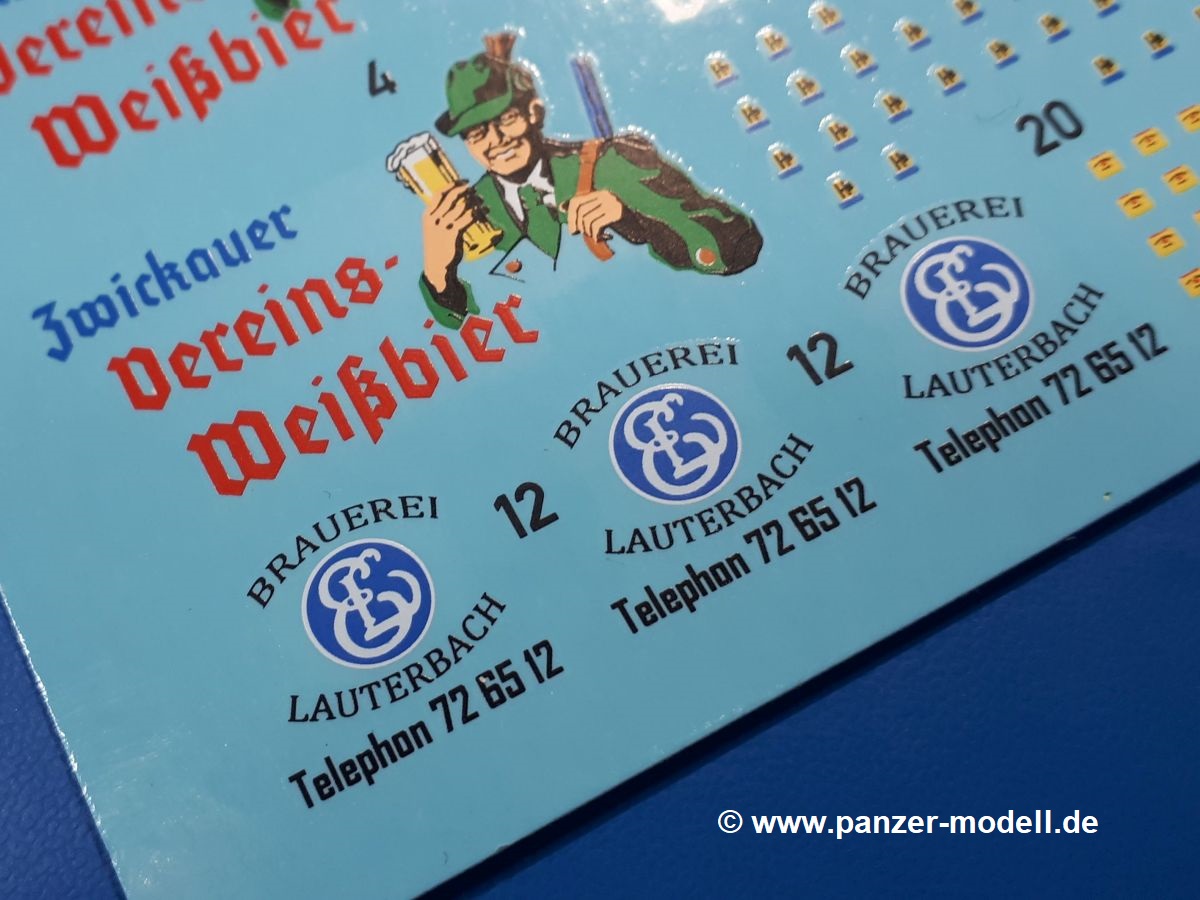 Vereins
Weißbier
4
20
Zwickauer
Vereins-
Weißbier
BRAUEREI
LAUTERBACH
Telephon 72 65 12
12
BRAUEREI
LAUTERBACH
Telephon 72 65 12
12
BRAUEREI
LAUTERBACH
Telephon 72 65 12
© www.panzer-modell.de